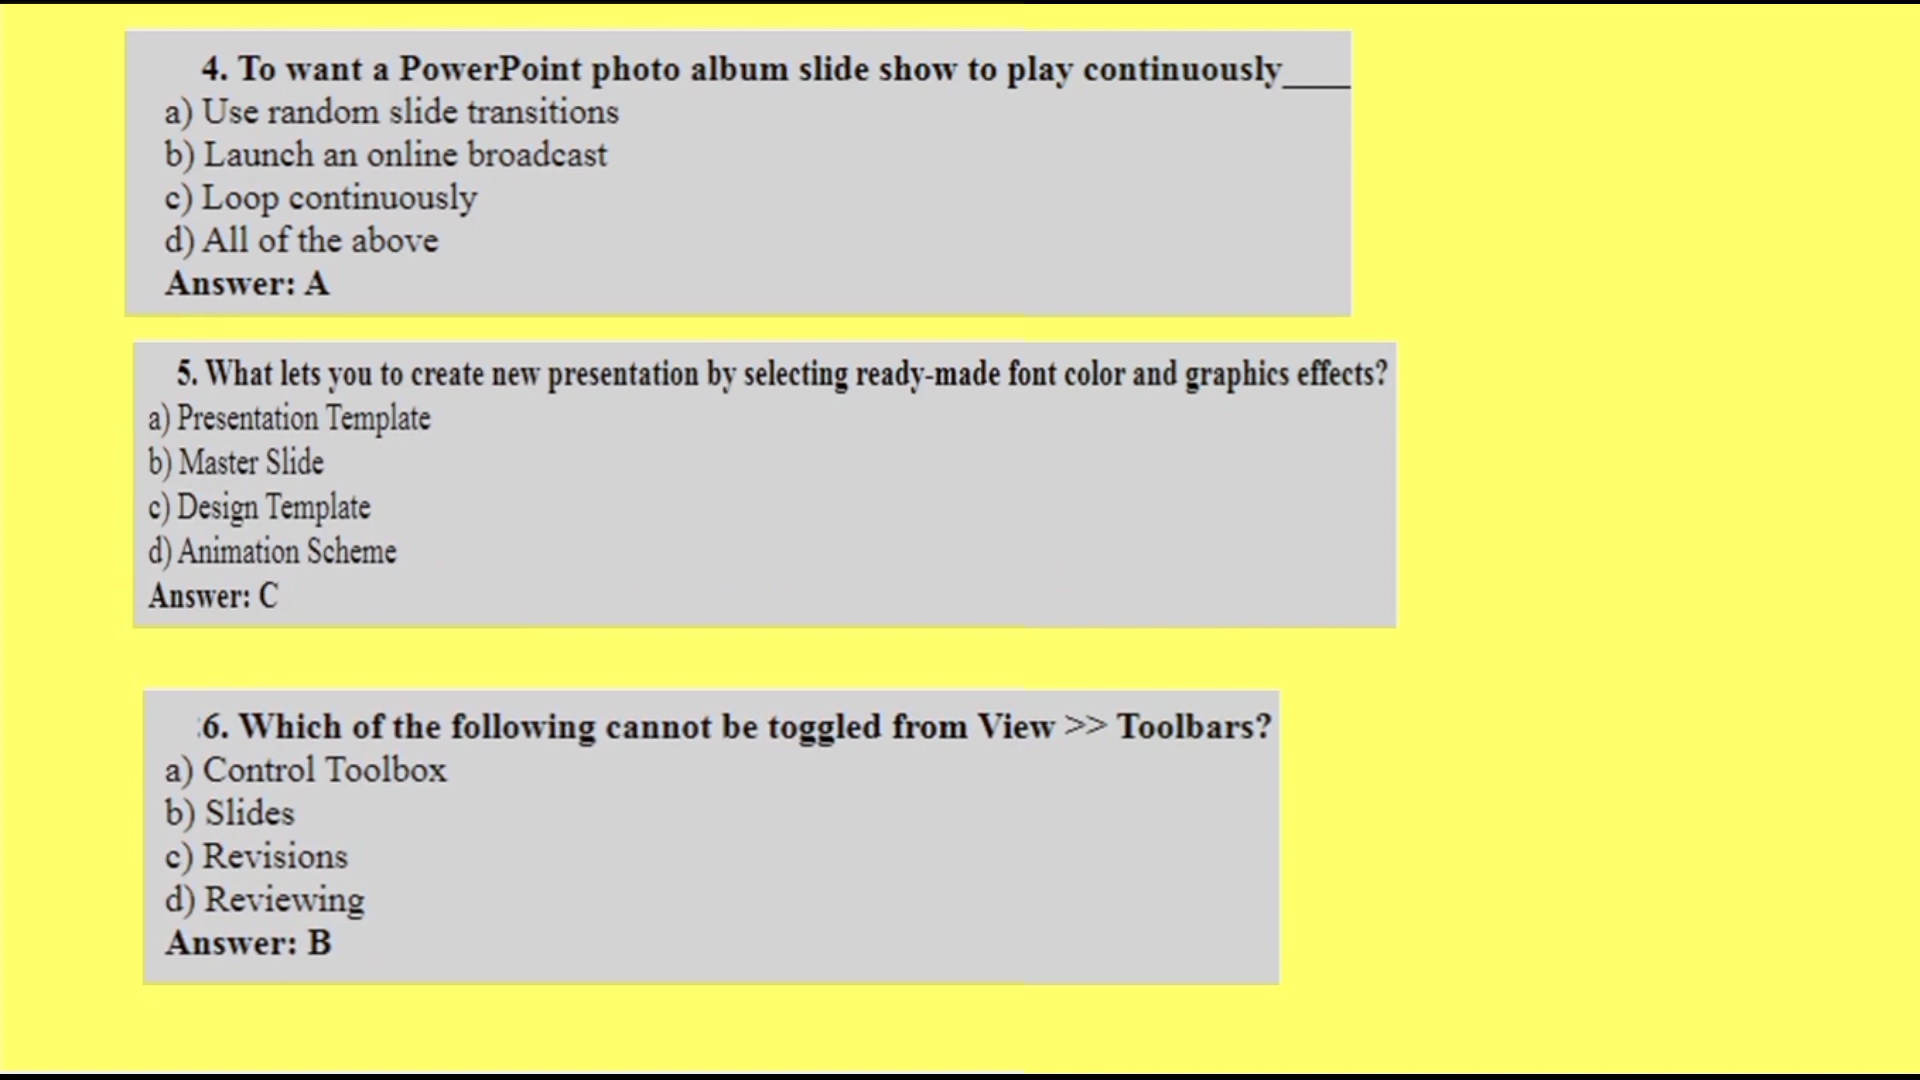 4. To want a PowerPoint photo album slide show to play continuously____
a) Use random slide transitions
b) Launch an online broadcast
c) Loop continuously
d) All of the above
Answer: A
5. What lets you to create new presentation by selecting ready-made font color and graphics effects?
a) Presentation Template
b) Master Slide
c) Design Template
d) Animation Scheme
Answer: C
6. Which of the following cannot be toggled from View >> Toolbars?
a) Control Toolbox
b) Slides
c) Revisions
d) Reviewing
Answer: B